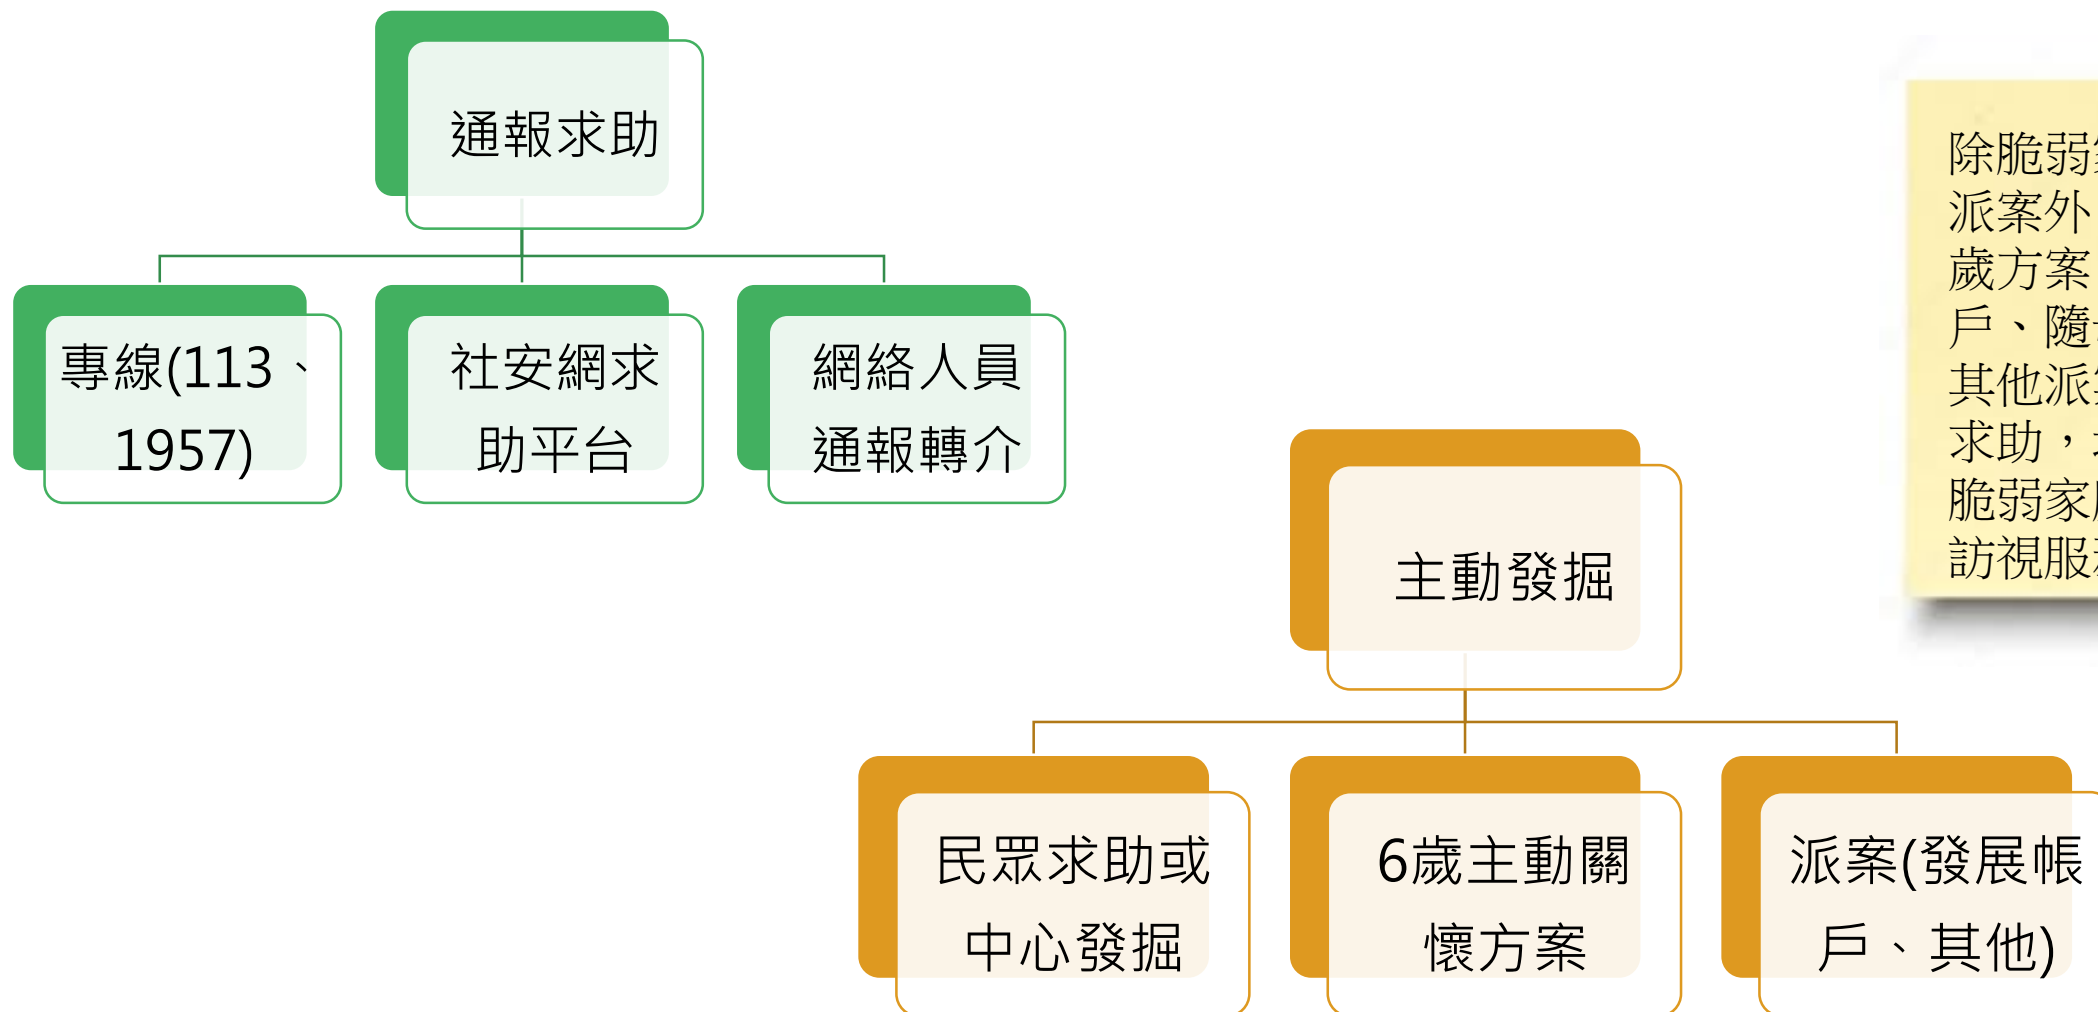 通報求助
專線(113、
1957)
社安網求
助平台
網絡人員
通報轉介
除脆弱
派案外
歲方案
戶、隨
其他派
求助，
脆弱家
訪視服
主動發掘
民眾求助或
中心發掘
6歲主動關
懷方案
派案(發展帳
戶、其他)